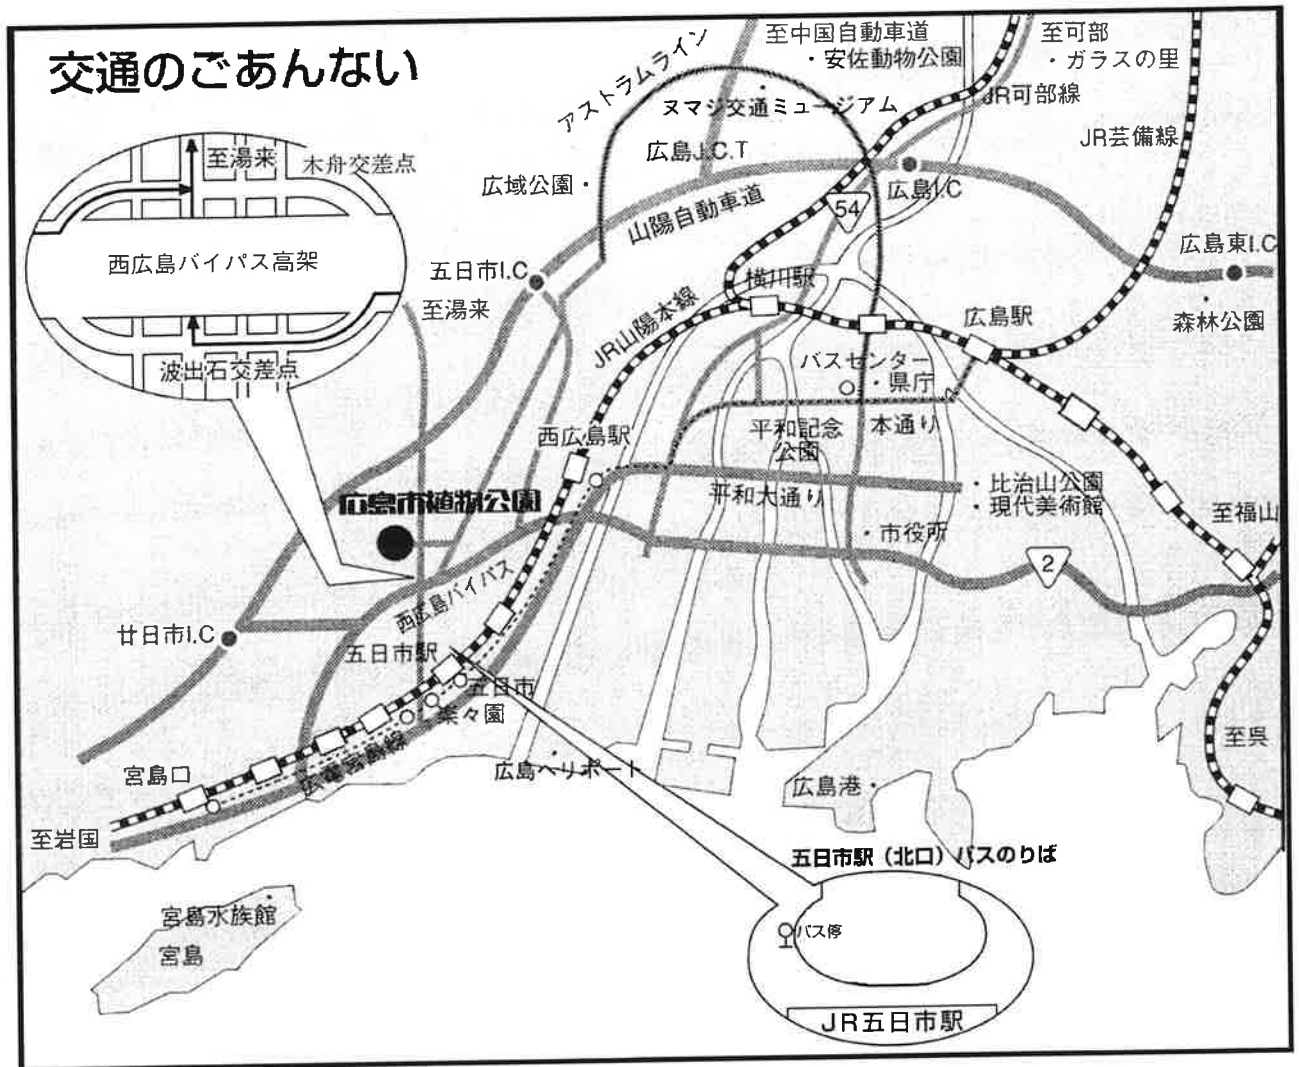 交通のごあんない
至中国自動車道
・安佐動物公園
至可部
・ガラスの里
アストラムライン
ヌマジ交通ミュージアム
JR可部線
JR芸備線
広島J.C.T
広域公園・
広島I.C
54
山陽自動車道
至湯来
木舟交差点
西広島バイパス高架
波出石交差点
五日市I.C
至湯来
広島東I.C
・
森林公園
横川駅
JR山陽本線
広島駅
バスセンター
・県庁
西広島駅
平和記念
公園
本通り
平和大通り
・比治山公園
・現代美術館
広島市植物公園
・市役所
至福山
2
西広島バイパス
廿日市I.C
五日市駅
五日市
楽々園
広電宮島線
宮島口
至岩国
広島ヘリポート
広島港・
至呉
宮島水族館
宮島
五日市駅（北口）バスのりば
バス停
JR五日市駅